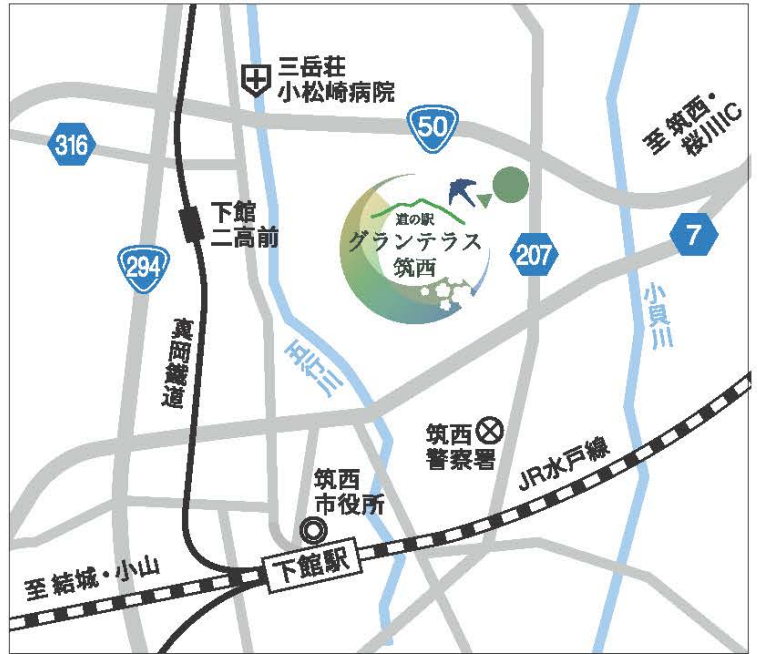 三岳荘
小松崎病院
50
至 筑西・
桜川IC
316
下館
二高前
道の駅
グランテラス
筑西
294
207
7
小貝川
真岡鐵道
五行川
筑西
警察署
JR水戸線
筑西
市役所
下館駅
至 結城・小山